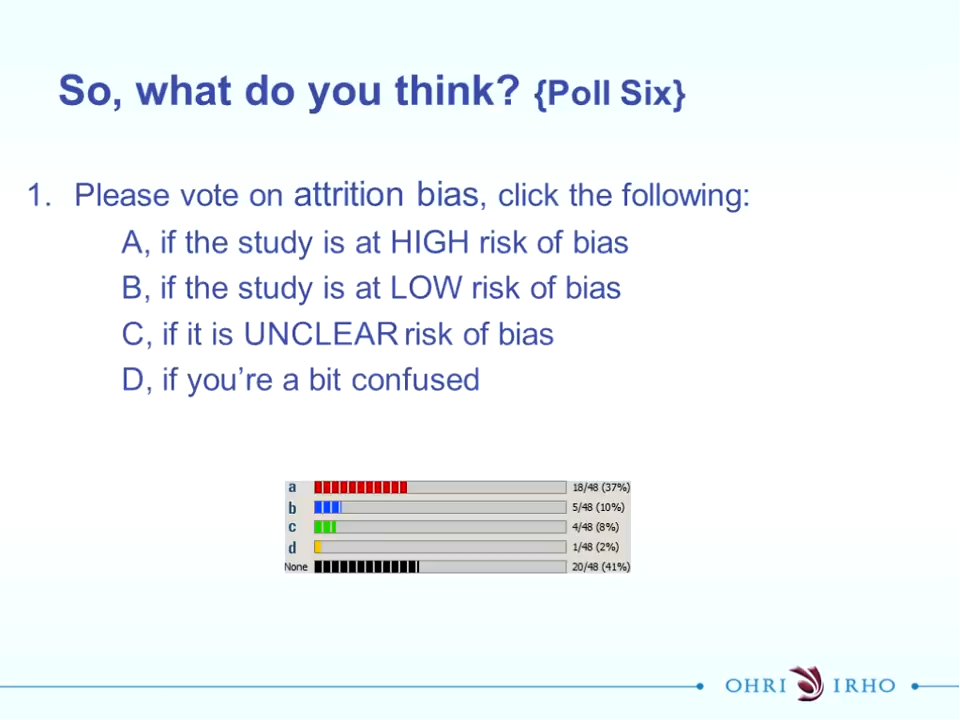 So, what do you think? {Poll Six}
1. Please vote on attrition bias, click the following:
A, if the study is at HIGH risk of bias
B, if the study is at LOW risk of bias
C, if it is UNCLEAR risk of bias
D, if you’re a bit confused
a 18/48 (37%)
b 5/48 (10%)
c 4/48 (8%)
d 1/48 (2%)
None 20/48 (41%)
OHRI IRHO